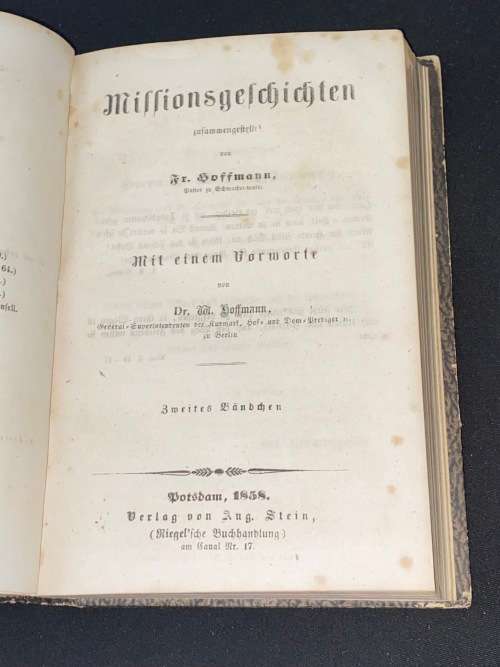 .)
64.)
.)
.)
nsell.
Missionsgeschichten
zusammengestellt
von
Fr. Hoffmann,
Pastor zu
Mit einem Vorworte
von
Dr. W. Hoffmann,
General-Superintendenten der Kurmark, Hof- und Dom-Prediger
zu Berlin
Zweites Bändchen
Potsdam, 1858.
Verlag von Aug. Stein,
(Riegel'sche Buchhandlung)
am Canal Nr. 17.